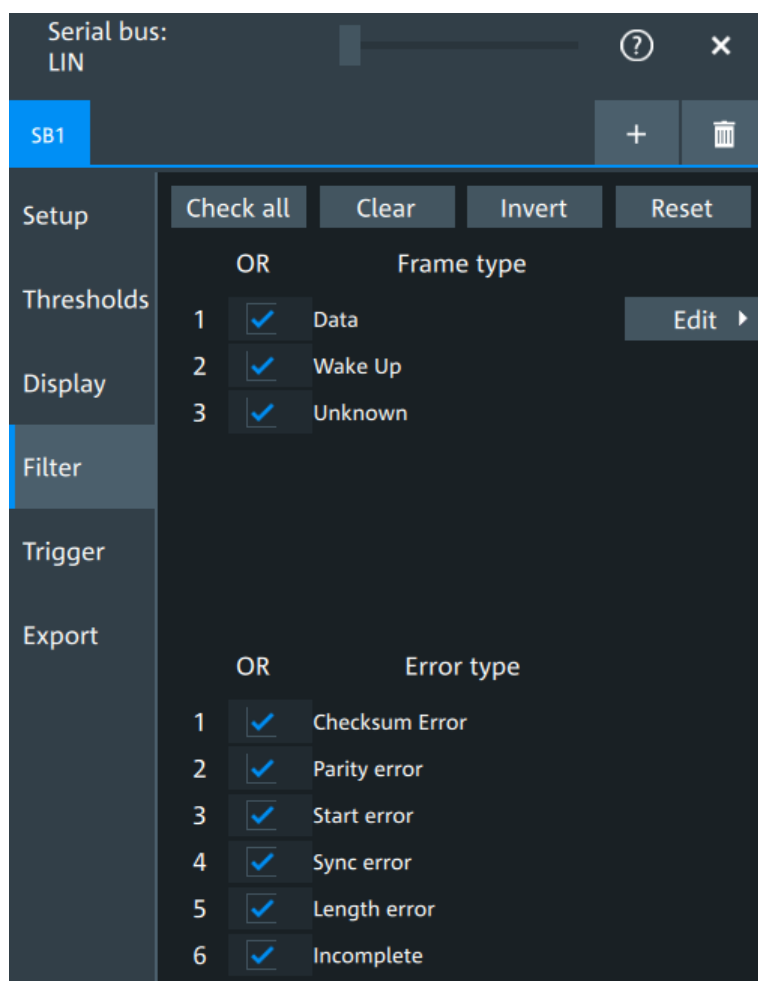 Serial bus:
LIN
SB1
Setup
Thresholds
Display
Filter
Trigger
Export
Check all Clear Invert Reset
OR Frame type
1 Data Edit
2 Wake Up
3 Unknown
OR Error type
1 Checksum Error
2 Parity error
3 Start error
4 Sync error
5 Length error
6 Incomplete